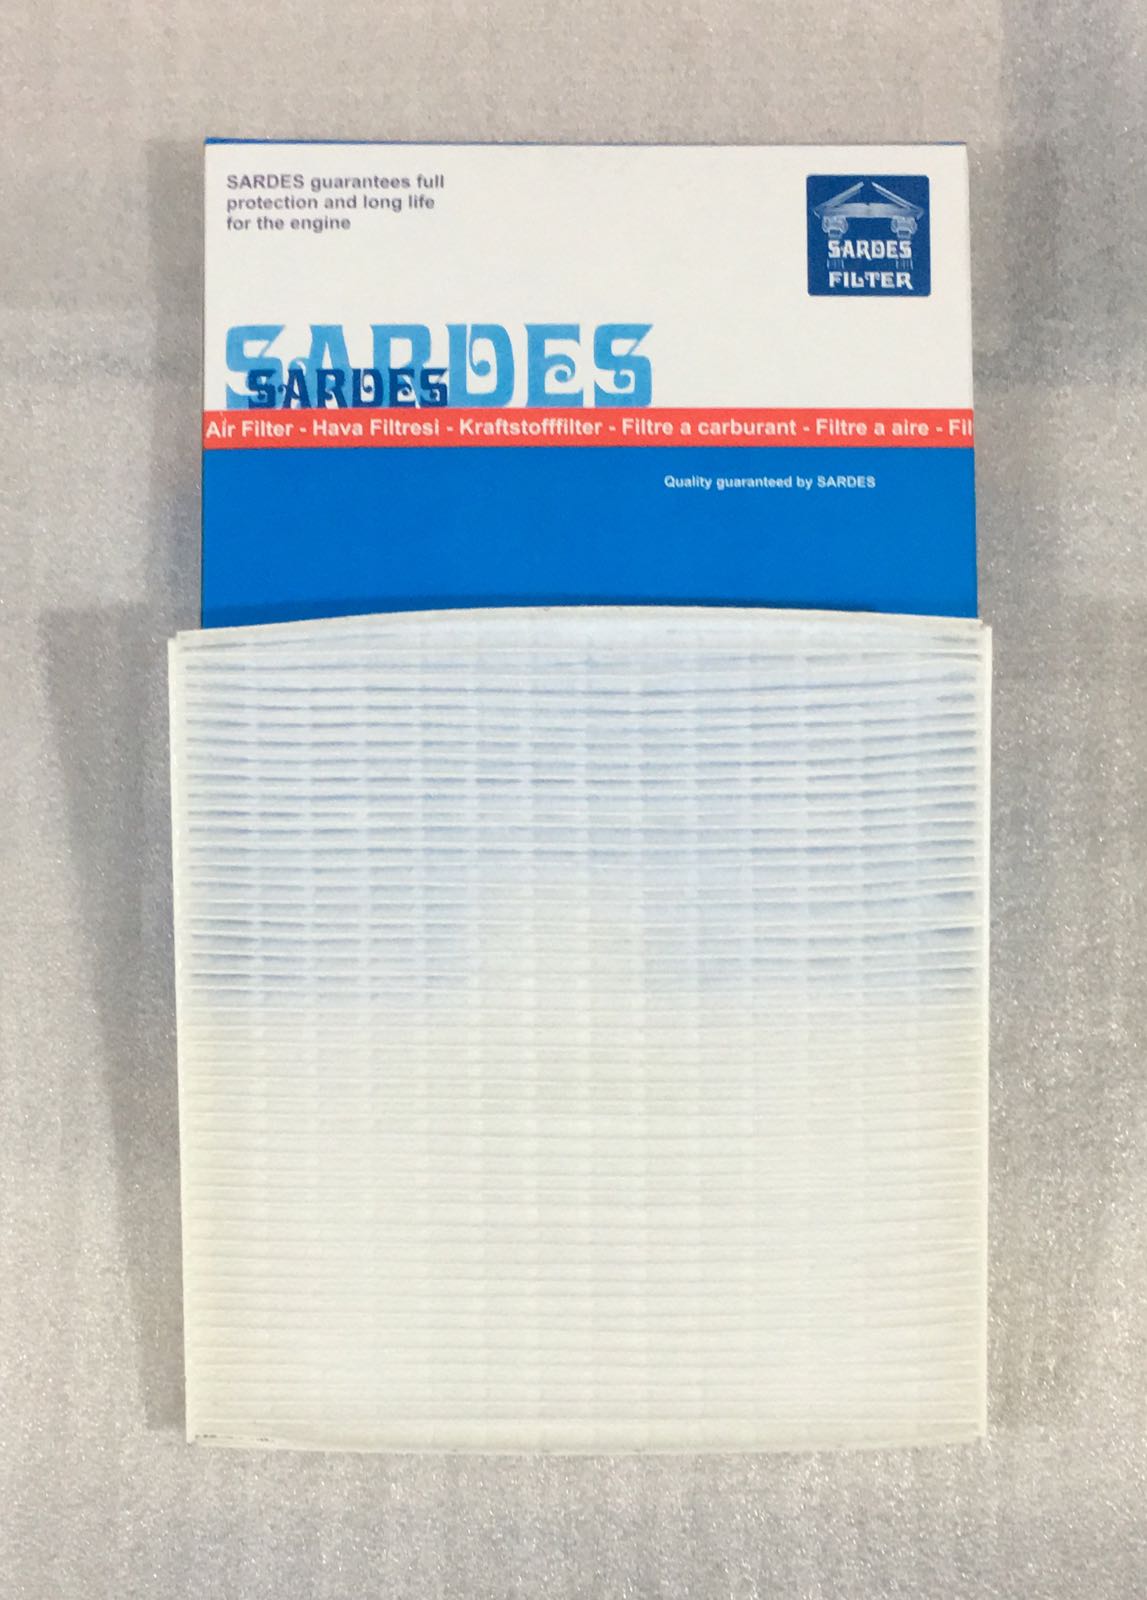 SARDES guarantees full
protection and long life
for the engine
SARDES
FILTER
SARDES
SARDES
Air Filter - Hava Filtresi - Kraftstofffilter - Filtre a carburant - Filtre a aire - Fil
Quality guaranteed by SARDES